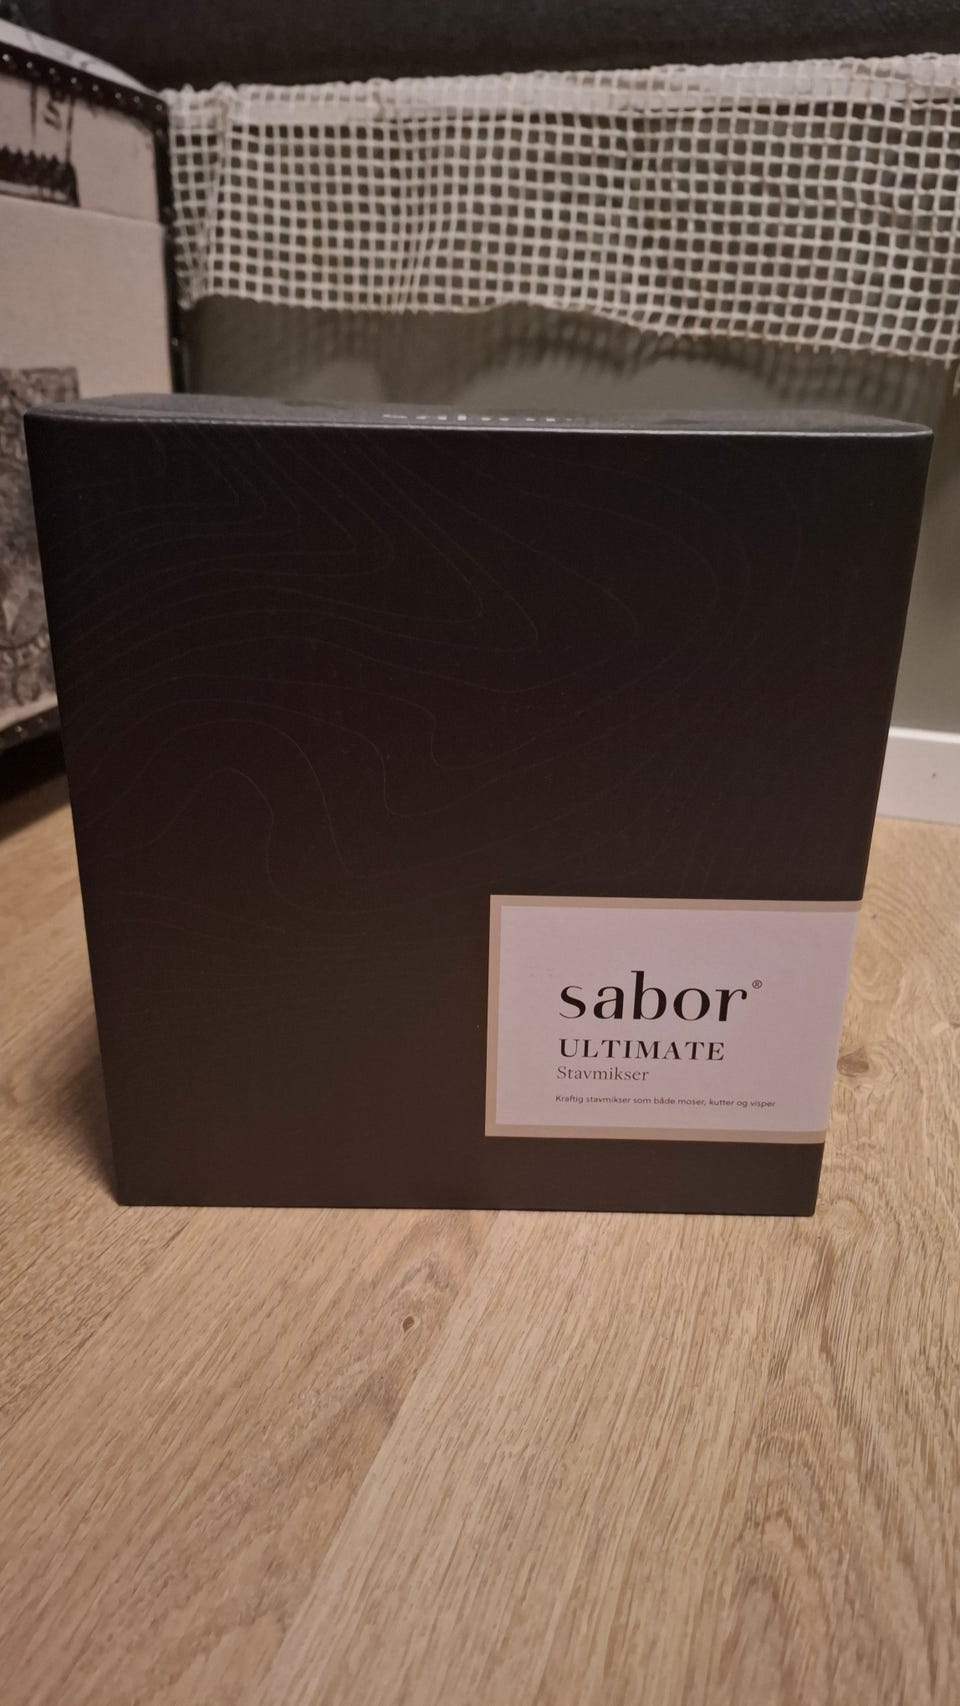 sabor®
ULTIMATE
Stavmikser
Kraftig stavmikser som både moser, kutter og visper